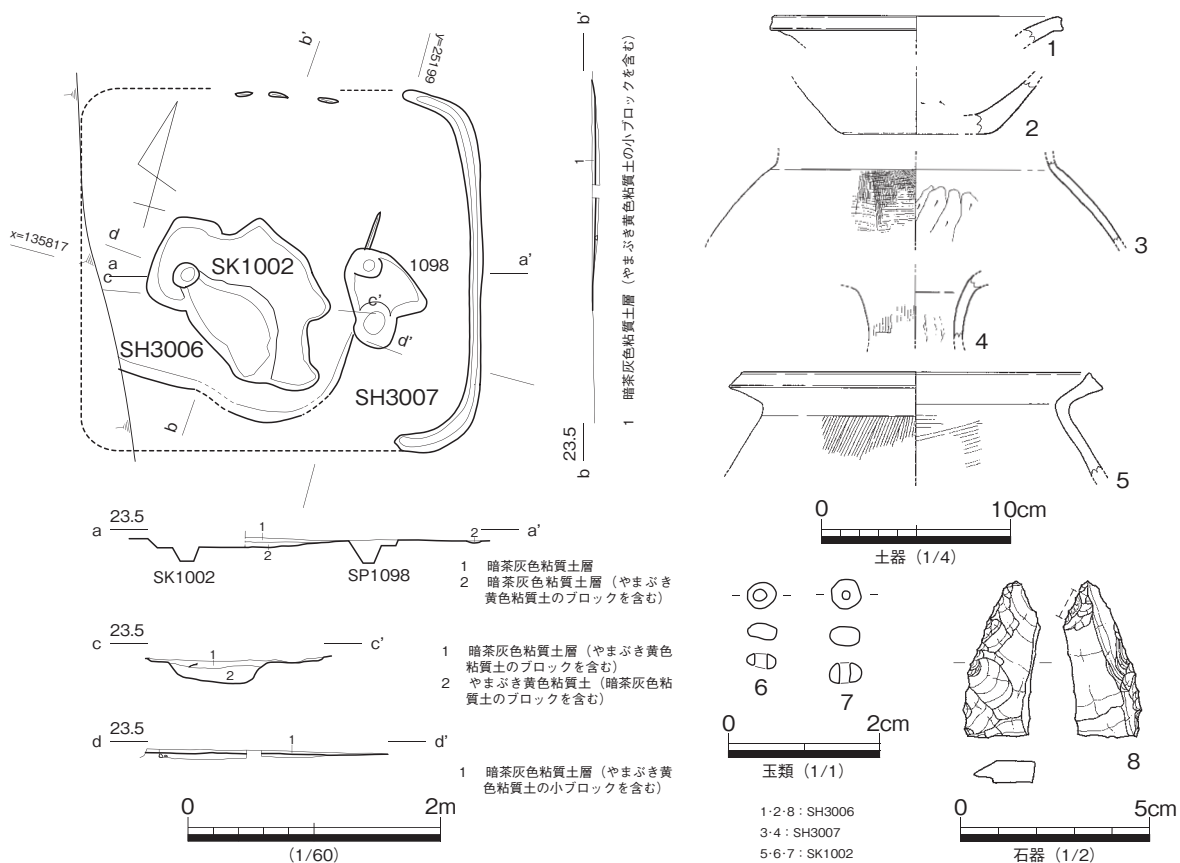 b'
y=25199
x=135817
d
a
c
SK1002
1098
a'
c'
d'
SH3006
SH3007
b
b'
1
1 暗茶灰色粘質土層（やまぶき黄色粘質土の小ブロックを含む）
23.5
b
a
23.5
1
2
2
a'
SK1002
SP1098
1 暗茶灰色粘質土層
2 暗茶灰色粘質土層（やまぶき
黄色粘質土のブロックを含む）
c
23.5
1
2
c'
1 暗茶灰色粘質土層（やまぶき黄色
粘質土のブロックを含む）
2 やまぶき黄色粘質土（暗茶灰色粘
質土のブロックを含む）
d
23.5
1
d'
1 暗茶灰色粘質土層（やまぶき黄
色粘質土の小ブロックを含む）
0
2m
(1/60)
1
2
3
4
5
0
10cm
土器（1/4）
6
7
0
2cm
玉類（1/1）
8
1·2·8：SH3006
3·4：SH3007
5·6·7：SK1002
0
5cm
石器（1/2）